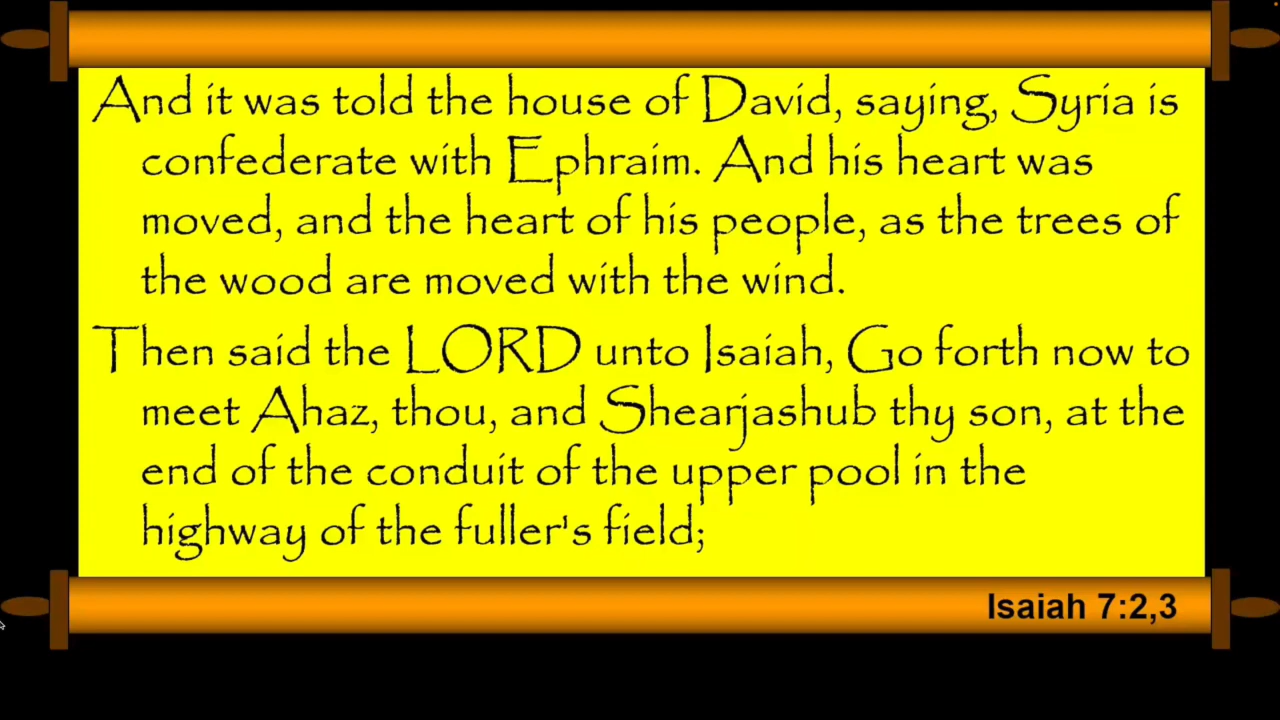 And it was told the house of David, saying, Syria is
confederate with Ephraim. And his heart was
moved, and the heart of his people, as the trees of
the wood are moved with the wind.
Then said the LORD unto Isaiah, Go forth now to
meet Ahaz, thou, and Shearjashub thy son, at the
end of the conduit of the upper pool in the
highway of the fuller's field;
Isaiah 7:2,3